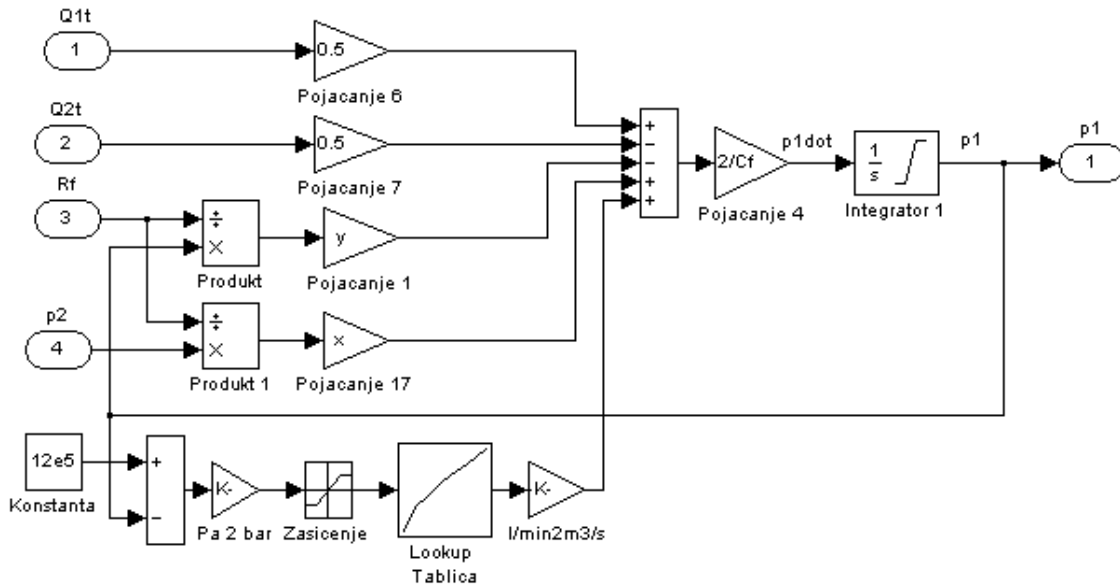 Q1t
1
0.5
Pojacanje 6
Q2t
2
0.5
Pojacanje 7
Rf
3
÷
×
Produkt
y
Pojacanje 1
p2
4
÷
×
Produkt 1
×
Pojacanje 17
+
−
−
+
+
2/Cf
Pojacanje 4
p1dot
1
s
Integrator 1
p1
p1
1
12e5
Konstanta
+
−
K-
Pa 2 bar
Zasicenje
Lookup
Tablica
K-
l/min2m3/s